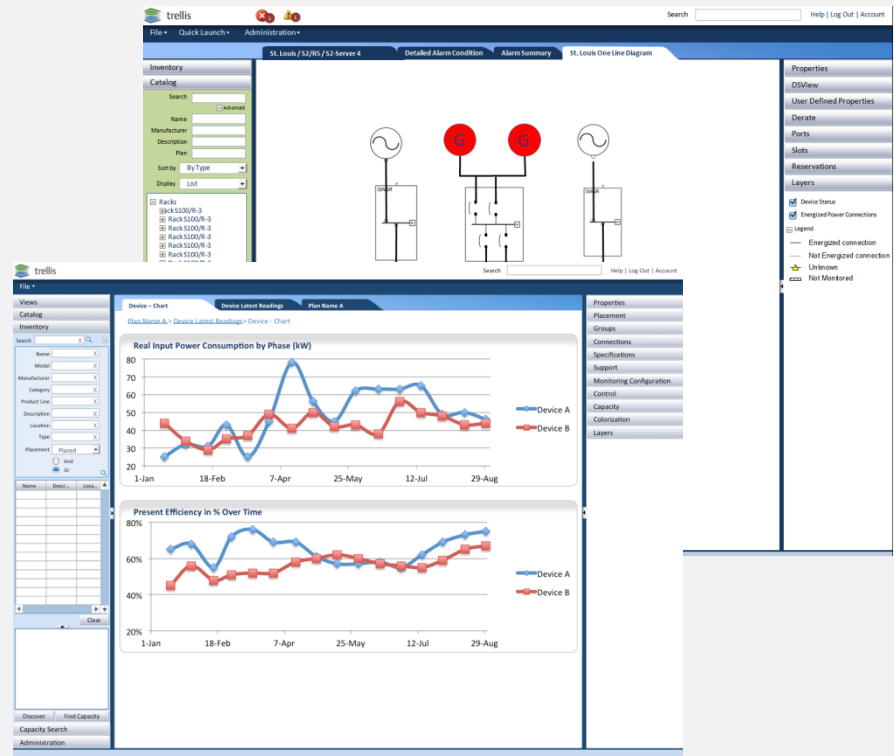 trellis
1
1
Search
Help | Log Out | Account
File
Quick Launch
Administration
St. Louis / S2/RS / S2-Server 4
Detailed Alarm Condition
Alarm Summary
St. Louis One Line Diagram
Inventory
Catalog
Search
Advanced
Name
Manufacturer
Description
Plan
Sort by
By Type
Display
List
Racks
Rack S100/R-3
Rack S100/R-3
Rack S100/R-3
Rack S100/R-3
Rack S100/R-3
G
G
SWGR
SWGR
Properties
DSView
User Defined Properties
Derate
Ports
Slots
Reservations
Layers
Device Status
Energized Power Connections
Legend
Energized connection
Not Energized connection
Unknown
Not Monitored
trellis
Search
Help | Log Out | Account
File
Views
Catalog
Inventory
Search
X
Name
X
Model
X
Manufacturer
X
Category
X
Product Line
X
Description
X
Location
X
Type
X
Placement
Placed
And
Or
Name
Descr...
Loca...
Clear
Discover
Find Capacity
Capacity Search
Administration
Device – Chart
Device Latest Readings
Plan Name A
Plan Name A > Device Latest Readings> Device - Chart
Real Input Power Consumption by Phase (kW)
80
70
60
50
40
30
20
1-Jan
18-Feb
7-Apr
25-May
12-Jul
29-Aug
Device A
Device B
Present Efficiency in % Over Time
80%
60%
40%
20%
1-Jan
18-Feb
7-Apr
25-May
12-Jul
29-Aug
Device A
Device B
Properties
Placement
Groups
Connections
Specifications
Support
Monitoring Configuration
Control
Capacity
Colorization
Layers